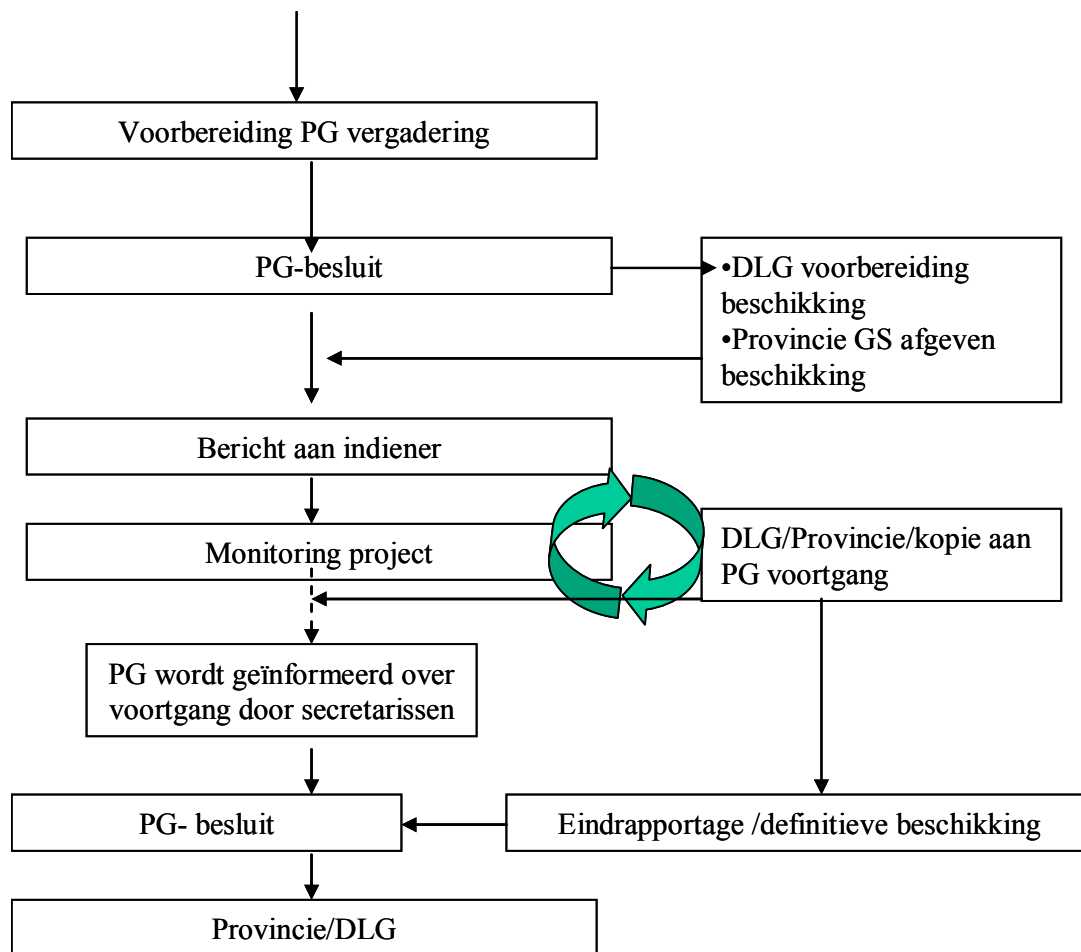 Voorbereiding PG vergadering
PG-besluit
•DLG voorbereiding
beschikking
•Provincie GS afgeven
beschikking
Bericht aan indiener
Monitoring project
DLG/Provincie/kopie aan
PG voortgang
PG wordt geïnformeerd over
voortgang door secretarissen
PG- besluit
Eindrapportage /definitieve beschikking
Provincie/DLG